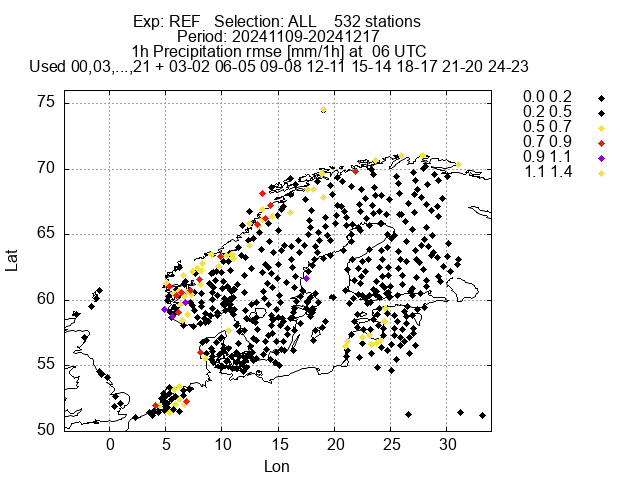 Exp: REF Selection: ALL 532 stations
Period: 20241109-20241217
1h Precipitation rmse [mm/1h] at 06 UTC
Used 00,03,...,21 + 03-02 06-05 09-08 12-11 15-14 18-17 21-20 24-23
75
70
65
60
55
50
Lat
0 5 10 15 20 25 30
Lon
0.0 0.2
0.2 0.5
0.5 0.7
0.7 0.9
0.9 1.1
1.1 1.4